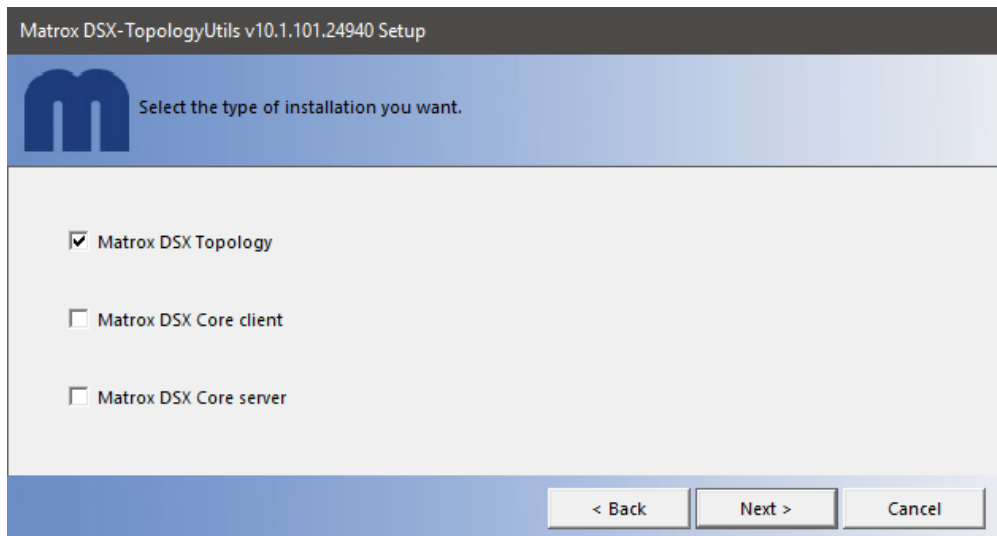 Matrox DSX-TopologyUtils v10.1.101.24940 Setup
Select the type of installation you want.
Matrox DSX Topology
Matrox DSX Core client
Matrox DSX Core server
< Back Next > Cancel